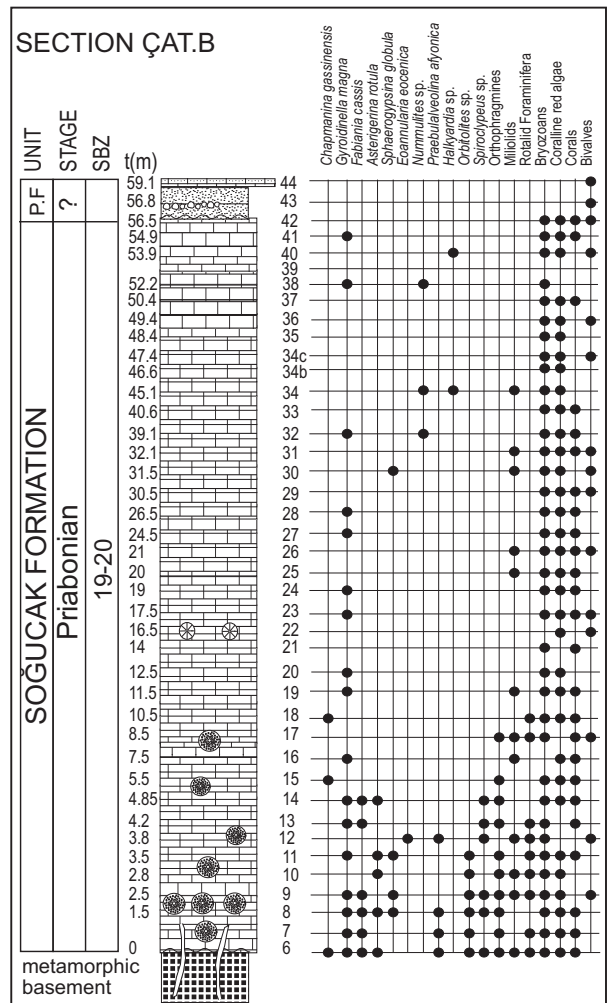 SECTION ÇAT.B
UNIT
STAGE
SBZ
t(m)
Chapmanina gassinensis
Gyroidinella magna
Fabiania cassis
Asterigerina rotula
Sphaerogypsina globula
Eoannularia eocenica
Nummulites sp.
Praebulalveolina afyonica
Halkyardia sp.
Orbitolites sp.
Spiroclypeus sp.
Orthophragmines
Miliolids
Rotalid Foraminifera
Bryozoans
Coralline red algae
Corals
Bivalves
P.F
?
SOĞUCAK FORMATION
Priabonian
19-20
59.1
56.8
56.5
54.9
53.9
52.2
50.4
49.4
48.4
47.4
46.6
45.1
40.6
39.1
32.1
31.5
30.5
26.5
24.5
21
20
19
17.5
16.5
14
12.5
11.5
10.5
8.5
7.5
5.5
4.85
4.2
3.8
3.5
2.8
2.5
1.5
0
44
43
42
41
40
39
38
37
36
35
34c
34b
34
33
32
31
30
29
28
27
26
25
24
23
22
21
20
19
18
17
16
15
14
13
12
11
10
9
8
7
6
metamorphic
basement